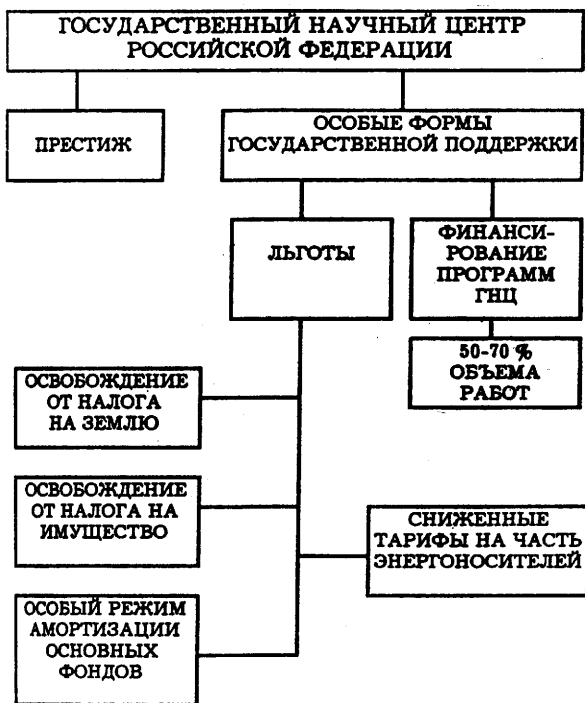 ГОСУДАРСТВЕННЫЙ НАУЧНЫЙ ЦЕНТР
РОССИЙСКОЙ ФЕДЕРАЦИИ
ПРЕСТИЖ
ОСОБЫЕ ФОРМЫ
ГОСУДАРСТВЕННОЙ ПОДДЕРЖКИ
ЛЬГОТЫ
ФИНАНСИ-
РОВАНИЕ
ПРОГРАММ
ГНЦ
50-70 %
ОБЪЕМА
РАБОТ
ОСВОБОЖДЕНИЕ
ОТ НАЛОГА
НА ЗЕМЛЮ
ОСВОБОЖДЕНИЕ
ОТ НАЛОГА НА
ИМУЩЕСТВО
СНИЖЕННЫЕ
ТАРИФЫ НА ЧАСТЬ
ЭНЕРГОНОСИТЕЛЕЙ
ОСОБЫЙ РЕЖИМ
АМОРТИЗАЦИИ
ОСНОВНЫХ
ФОНДОВ